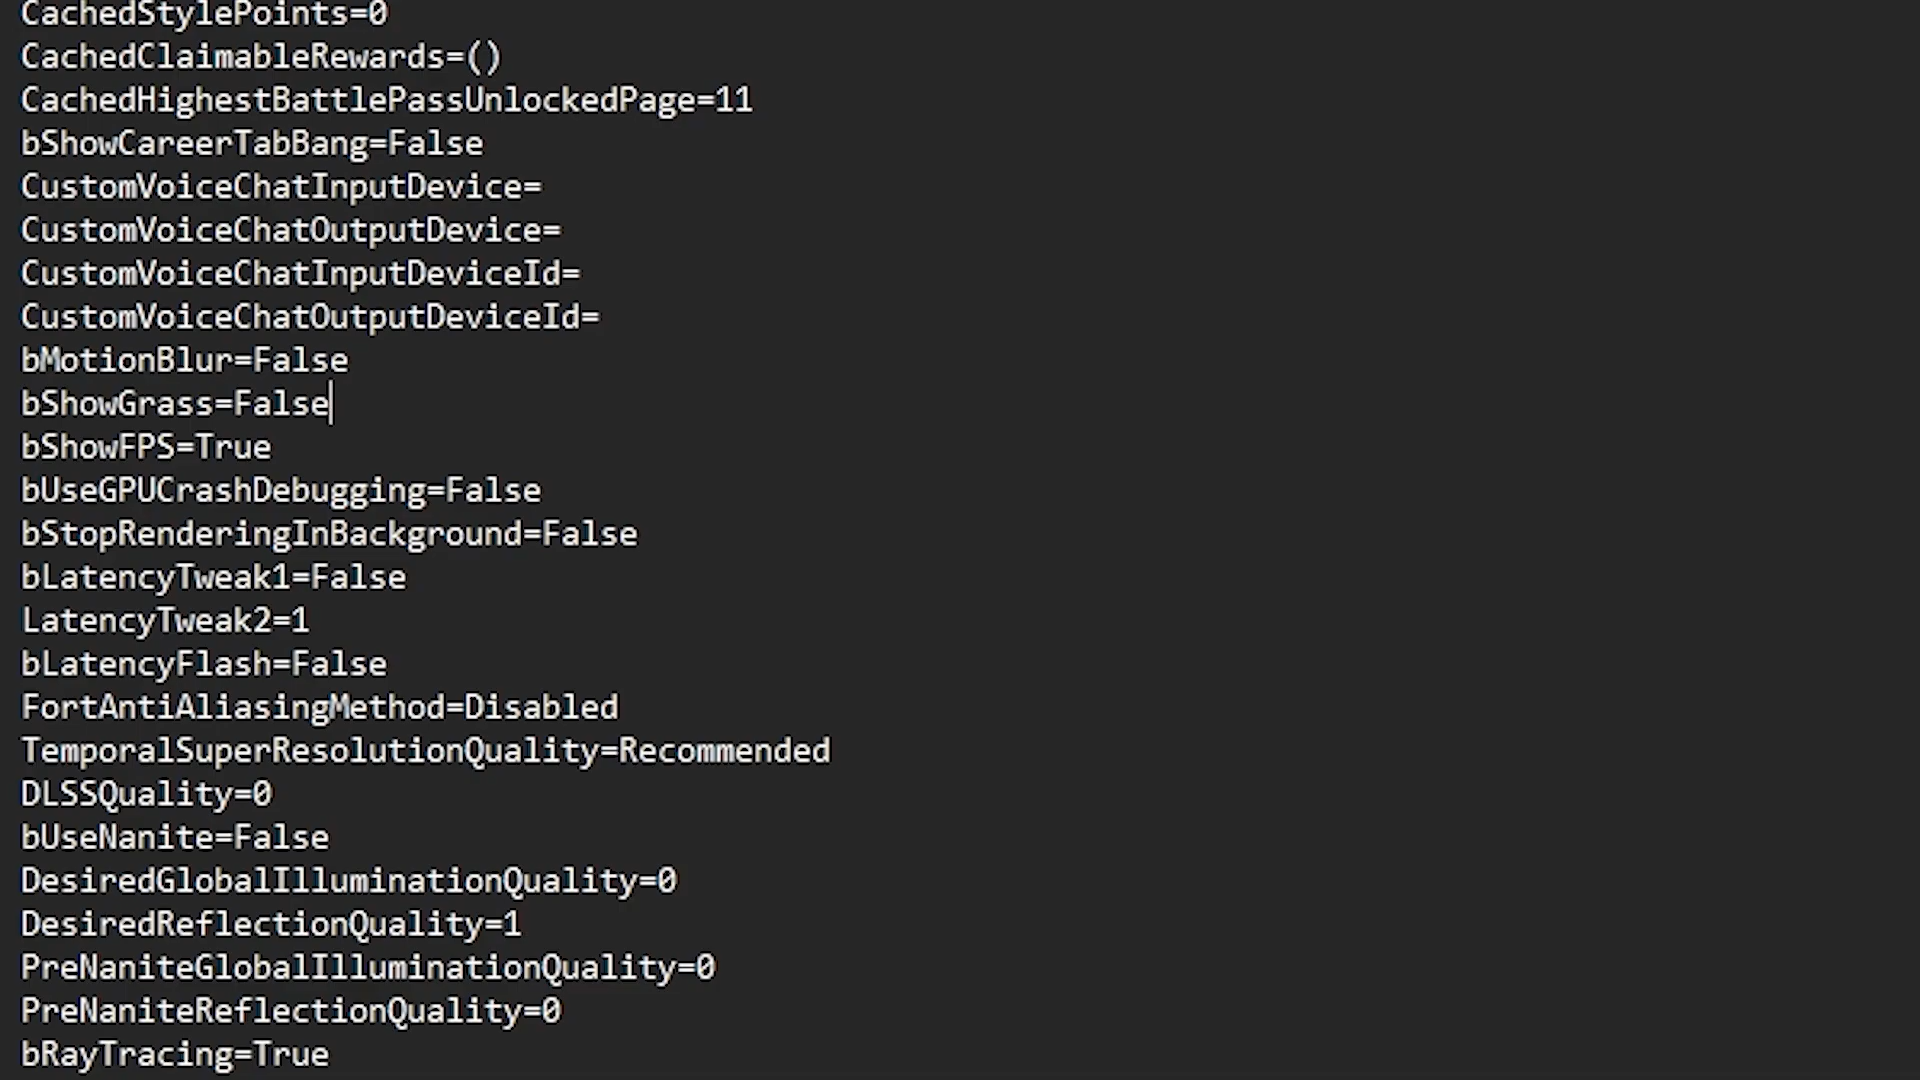 CachedStylePoints=0
CachedClaimableRewards=()
CachedHighestBattlePassUnlockedPage=11
bShowCareerTabBang=False
CustomVoiceChatInputDevice=
CustomVoiceChatOutputDevice=
CustomVoiceChatInputDeviceId=
CustomVoiceChatOutputDeviceId=
bMotionBlur=False
bShowGrass=False
bShowFPS=True
bUseGPUCrashDebugging=False
bStopRenderingInBackground=False
bLatencyTweak1=False
LatencyTweak2=1
bLatencyFlash=False
FortAntiAliasingMethod=Disabled
TemporalSuperResolutionQuality=Recommended
DLSSQuality=0
bUseNanite=False
DesiredGlobalIlluminationQuality=0
DesiredReflectionQuality=1
PreNaniteGlobalIlluminationQuality=0
PreNaniteReflectionQuality=0
bRayTracing=True